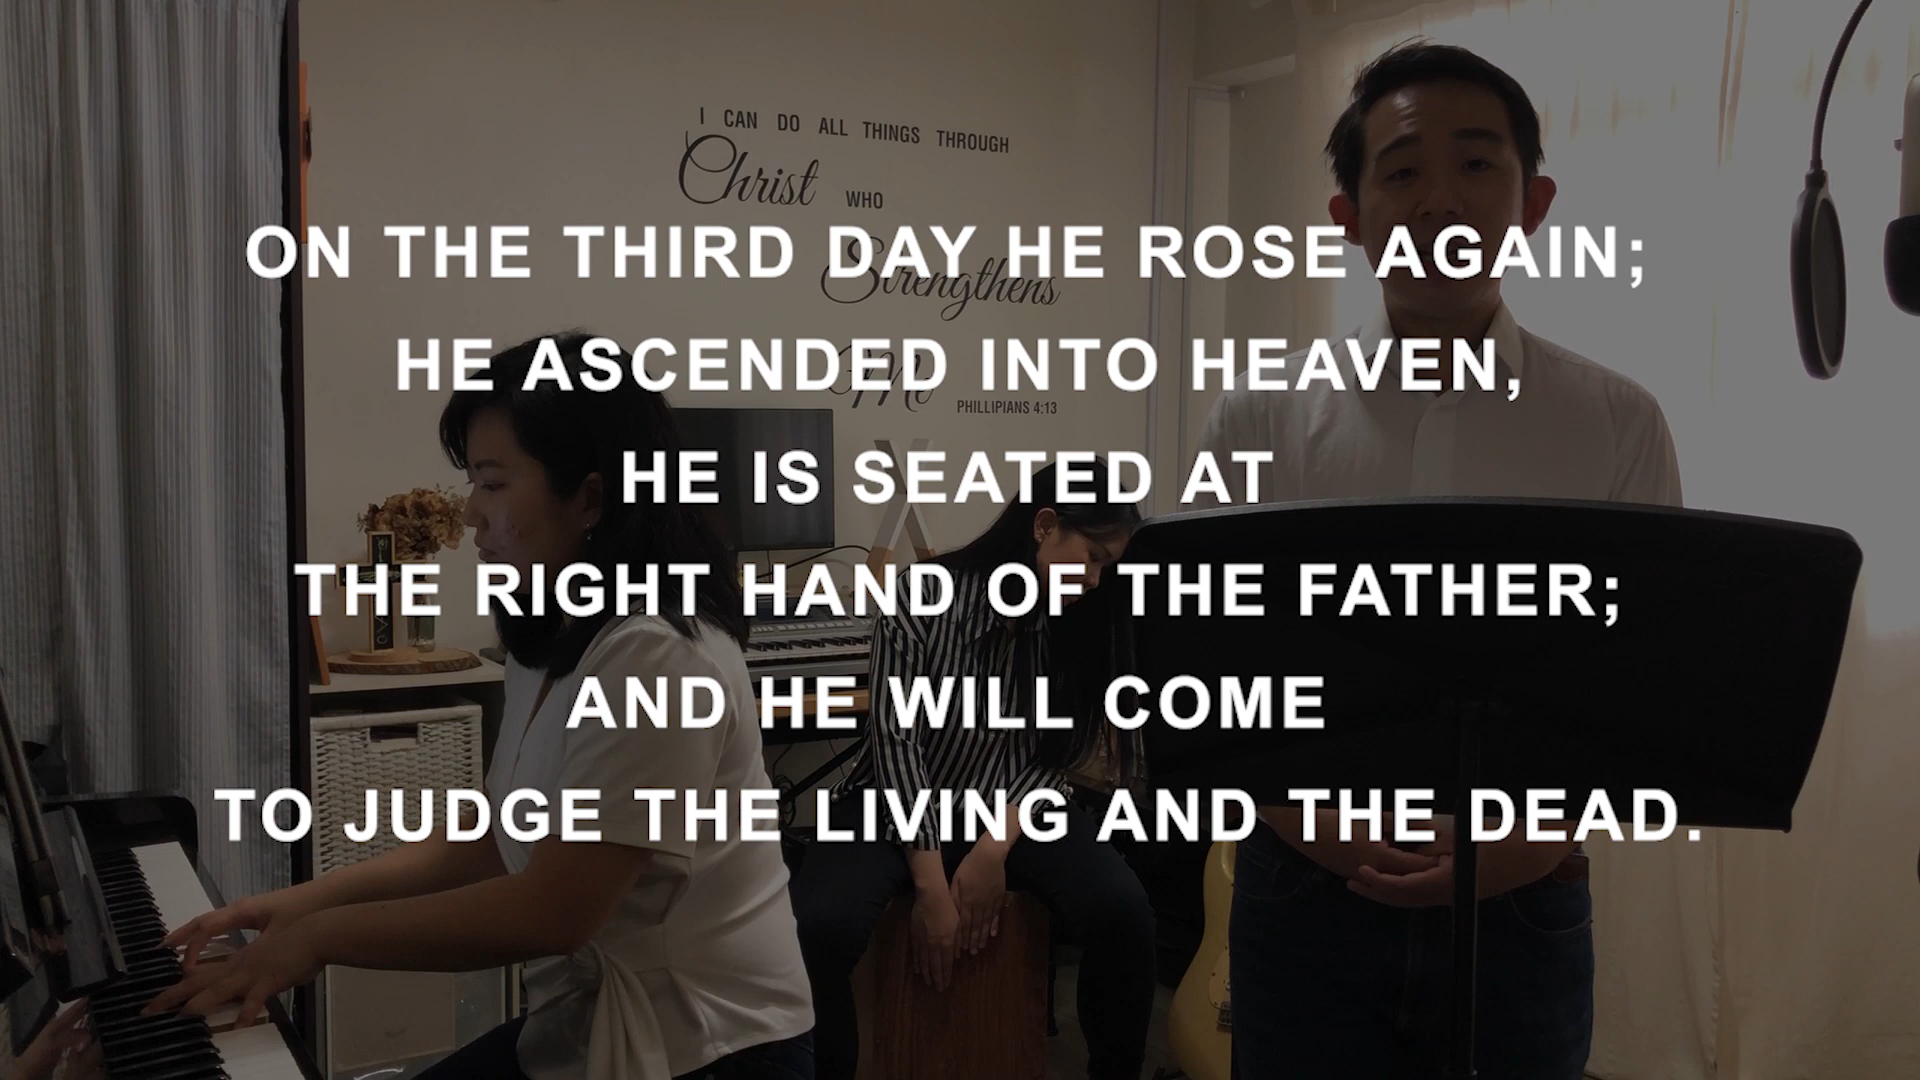 I CAN DO ALL THINGS THROUGH
Christ WHO
Strengthens
Me
PHILLIPIANS 4:13
ON THE THIRD DAY HE ROSE AGAIN;
HE ASCENDED INTO HEAVEN,
HE IS SEATED AT
THE RIGHT HAND OF THE FATHER;
AND HE WILL COME
TO JUDGE THE LIVING AND THE DEAD.